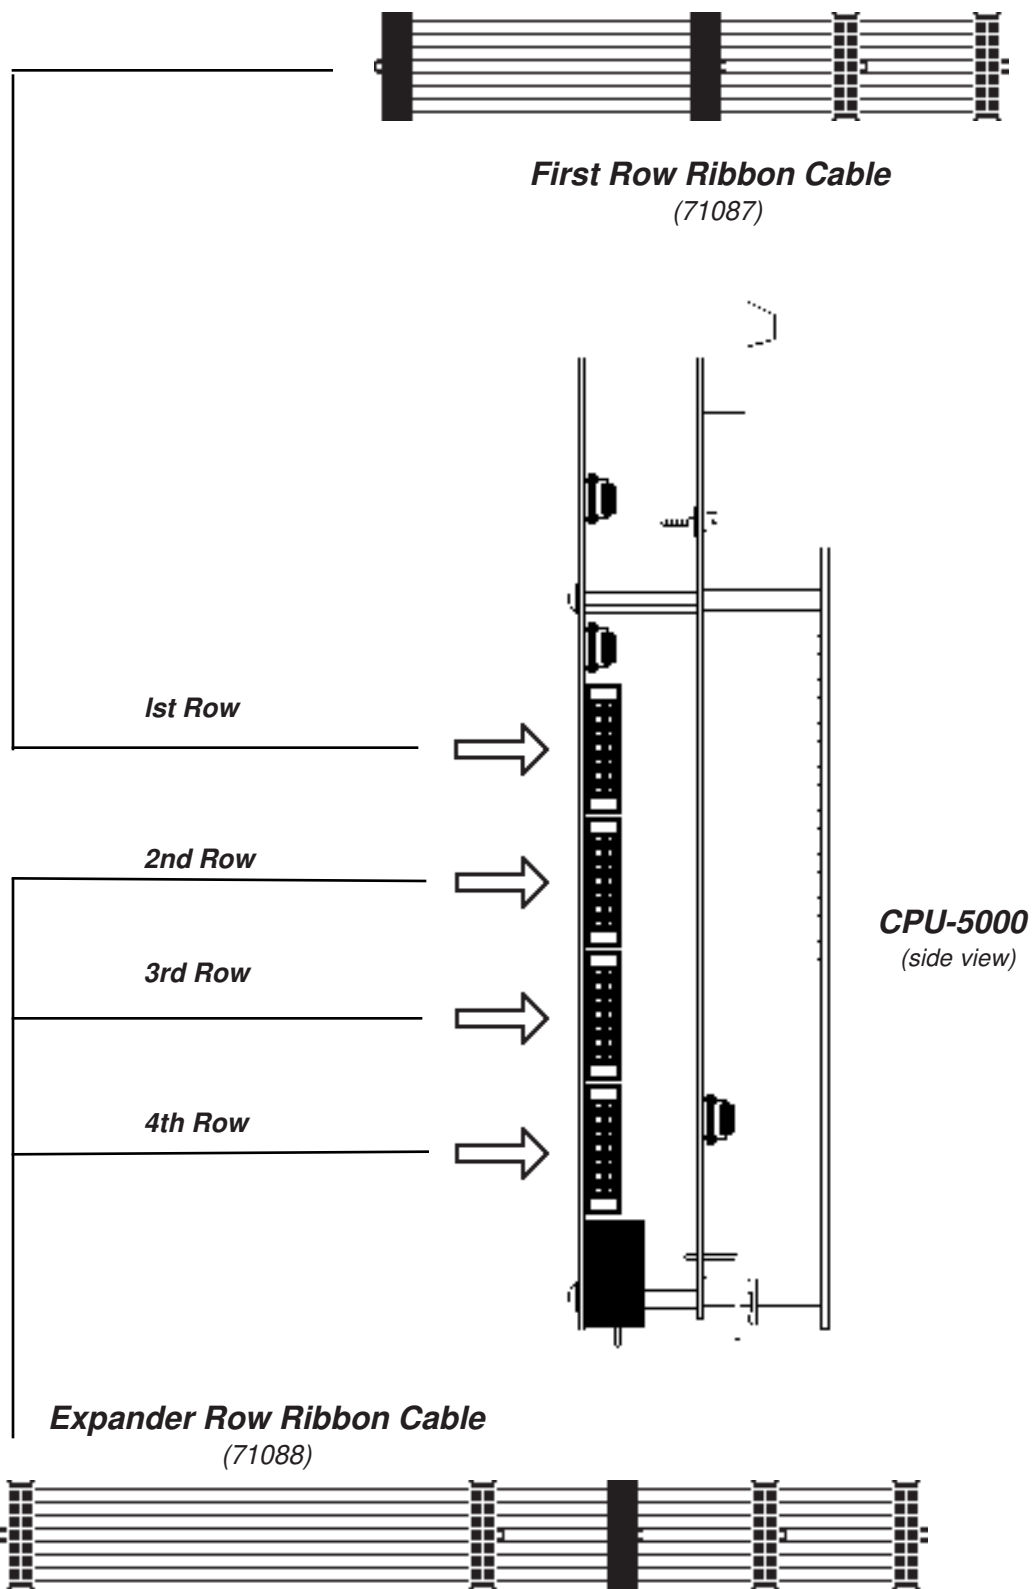 First Row Ribbon Cable
(71087)
lst Row
2nd Row
3rd Row
4th Row
CPU-5000
(side view)
Expander Row Ribbon Cable
(71088)